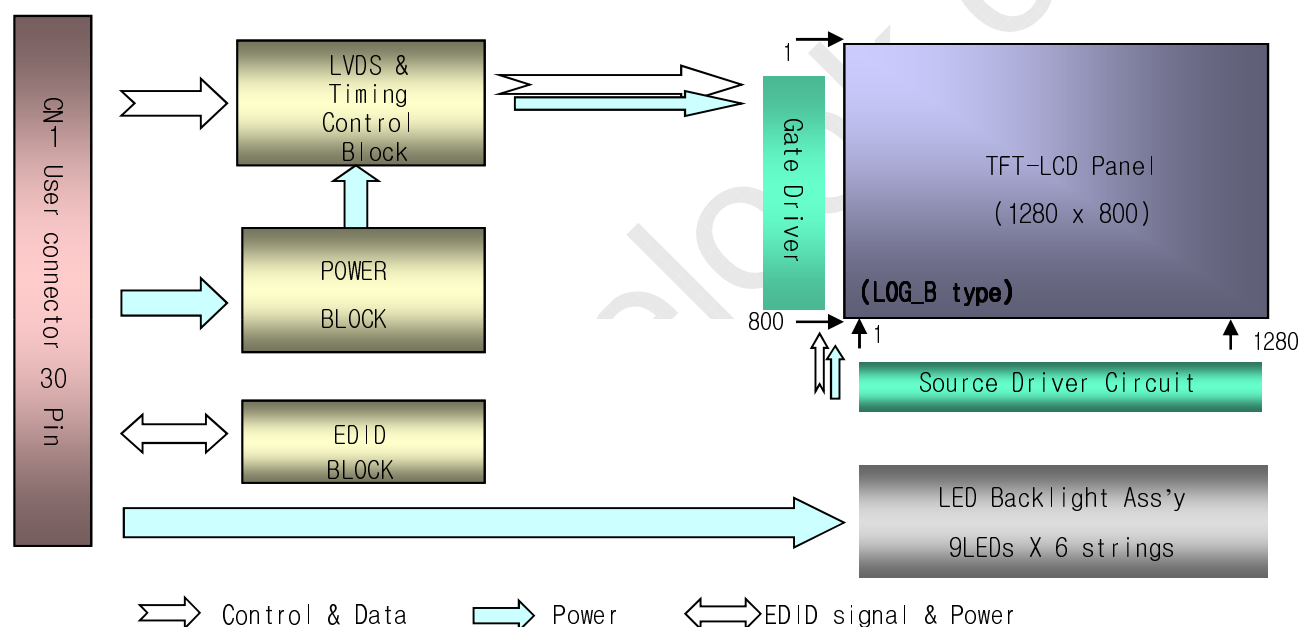 CN-1 User connector 30 Pin
LVDS &
Timing
Control
Block
POWER
BLOCK
EDID
BLOCK
1
Gate Driver
800
TFT-LCD Panel
(1280 x 800)
(LOG_B type)
1
1280
Source Driver Circuit
LED Backlight Ass'y
9LEDs X 6 strings
Control & Data
Power
EDID signal & Power